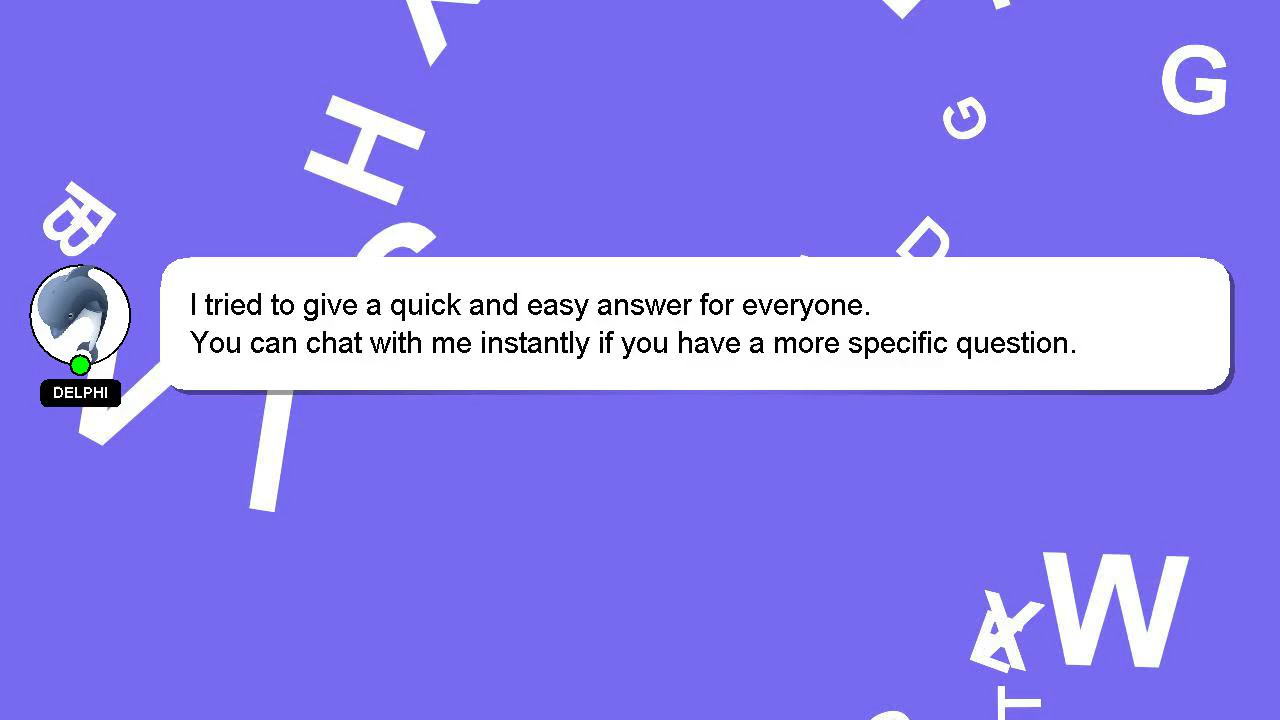 G
H
G
B
R
D
I tried to give a quick and easy answer for everyone.
You can chat with me instantly if you have a more specific question.
DELPHI
W
T